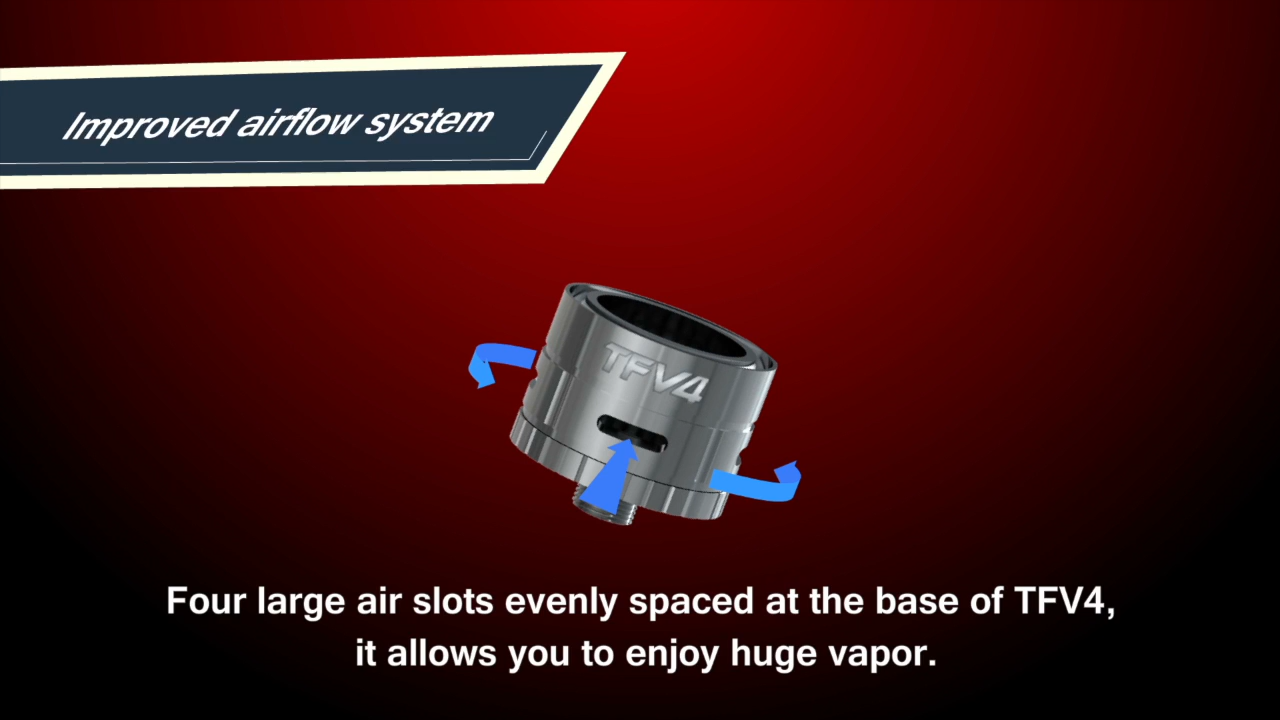 Improved airflow system
TFV4
Four large air slots evenly spaced at the base of TFV4,
it allows you to enjoy huge vapor.